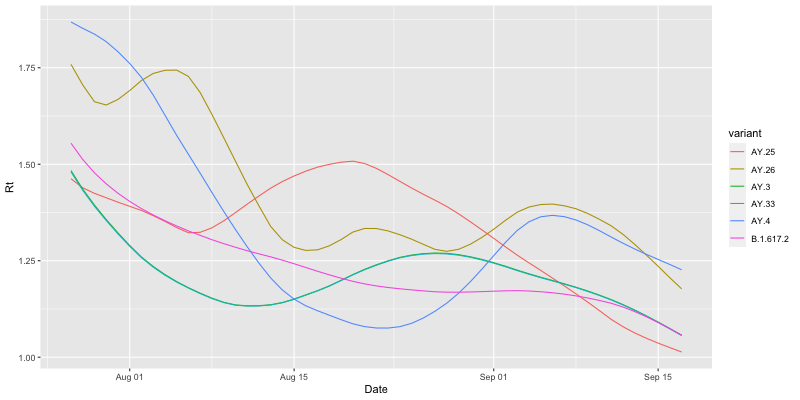 Rt
1.75
1.50
1.25
1.00
Aug 01
Aug 15
Sep 01
Sep 15
Date
variant
AY.25
AY.26
AY.3
AY.33
AY.4
B.1.617.2